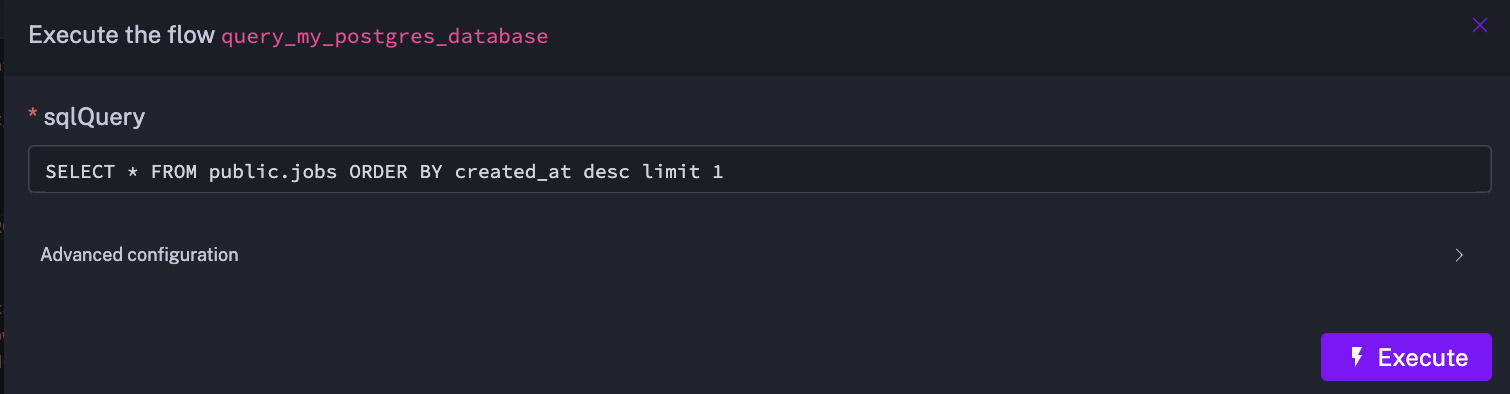 Execute the flow query_my_postgres_database
* sqlQuery
SELECT * FROM public.jobs ORDER BY created_at desc limit 1
Advanced configuration
Execute